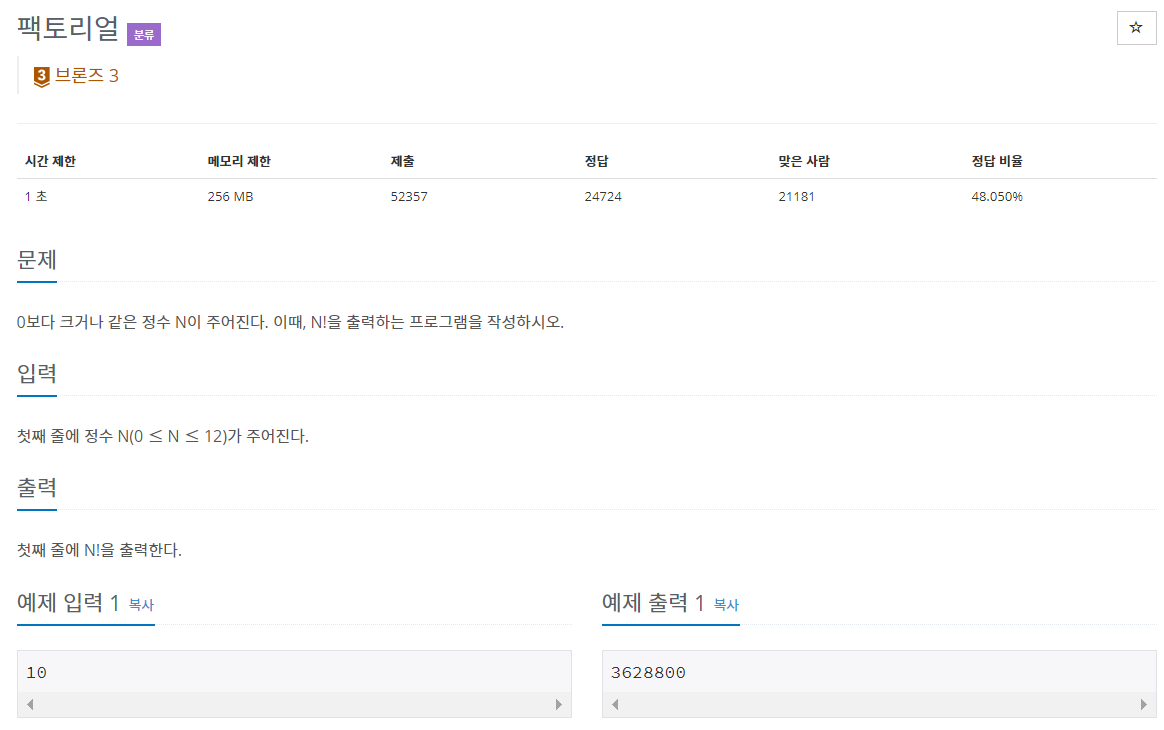 팩토리얼 분류
3 브론즈 3
시간 제한 메모리 제한 제출 정답 맞은 사람 정답 비율
1 초 256 MB 52357 24724 21181 48.050%
문제
0보다 크거나 같은 정수 N이 주어진다. 이때, N!을 출력하는 프로그램을 작성하시오.
입력
첫째 줄에 정수 N(0 ≤ N ≤ 12)가 주어진다.
출력
첫째 줄에 N!을 출력한다.
예제 입력 1 복사
10
예제 출력 1 복사
3628800